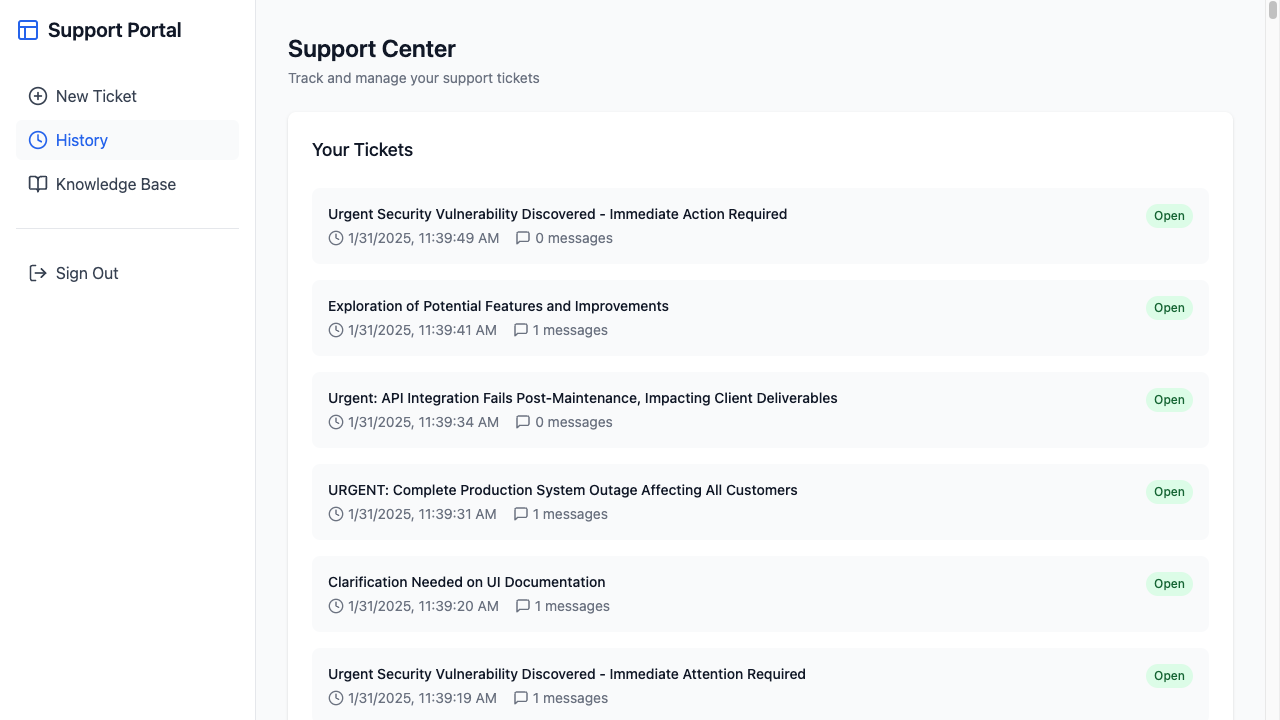 Support Portal
New Ticket
History
Knowledge Base
Sign Out
Support Center
Track and manage your support tickets
Your Tickets
Urgent Security Vulnerability Discovered - Immediate Action Required
Open
1/31/2025, 11:39:49 AM 0 messages
Exploration of Potential Features and Improvements
Open
1/31/2025, 11:39:41 AM 1 messages
Urgent: API Integration Fails Post-Maintenance, Impacting Client Deliverables
Open
1/31/2025, 11:39:34 AM 0 messages
URGENT: Complete Production System Outage Affecting All Customers
Open
1/31/2025, 11:39:31 AM 1 messages
Clarification Needed on UI Documentation
Open
1/31/2025, 11:39:20 AM 1 messages
Urgent Security Vulnerability Discovered - Immediate Attention Required
Open
1/31/2025, 11:39:19 AM 1 messages